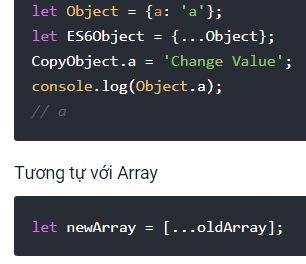 let Object = {a: 'a'};
let ES6Object = {...Object};
CopyObject.a = 'Change Value';
console.log(Object.a);
// a
Tương tự với Array
let newArray = [...oldArray];